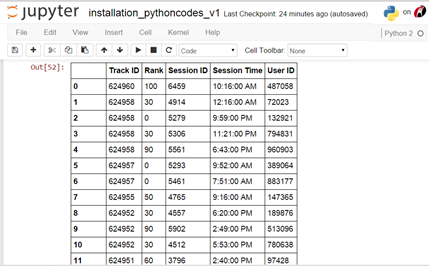 jupyter installation_pythoncodes_v1 Last Checkpoint: 24 minutes ago (autosaved) on
File Edit View Insert Cell Kernel Help Python 2
Code Cell Toolbar: None
Out[52]:
Track ID Rank Session ID Session Time User ID
0 624960 100 6459 10:16:00 AM 487058
1 624958 30 4914 12:16:00 AM 72023
2 624958 0 5279 9:59:00 PM 132921
3 624958 30 5306 11:21:00 PM 794831
4 624958 90 5561 6:43:00 PM 960903
5 624957 0 5293 9:52:00 AM 389064
6 624957 0 5461 7:51:00 AM 883177
7 624955 50 4765 9:16:00 AM 147365
8 624952 30 4557 6:20:00 PM 189876
9 624952 90 5902 2:49:00 PM 513096
10 624952 30 4512 5:53:00 PM 780638
11 624951 60 3796 2:40:00 PM 97428